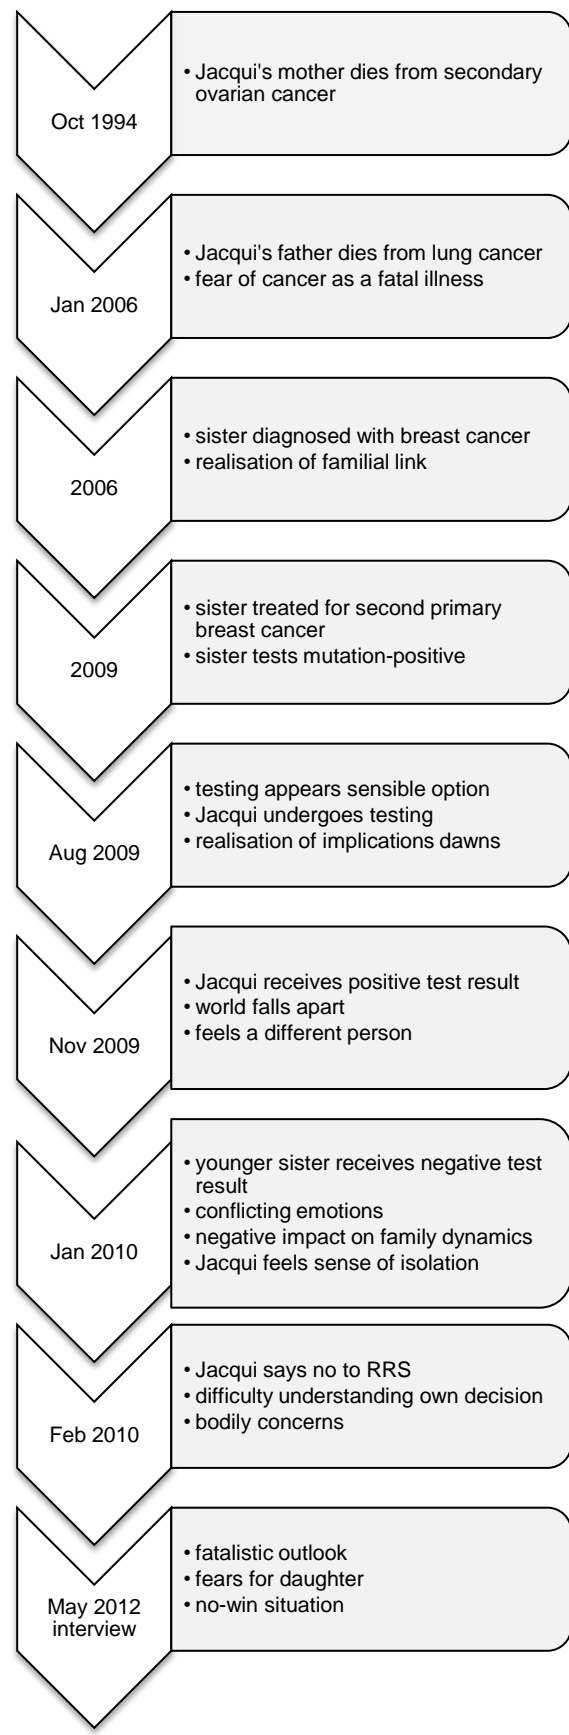 Oct 1994
• Jacqui's mother dies from secondary
ovarian cancer
Jan 2006
• Jacqui's father dies from lung cancer
• fear of cancer as a fatal illness
2006
• sister diagnosed with breast cancer
• realisation of familial link
2009
• sister treated for second primary
breast cancer
• sister tests mutation-positive
Aug 2009
• testing appears sensible option
• Jacqui undergoes testing
• realisation of implications dawns
Nov 2009
• Jacqui receives positive test result
• world falls apart
• feels a different person
Jan 2010
• younger sister receives negative test
result
• conflicting emotions
• negative impact on family dynamics
• Jacqui feels sense of isolation
Feb 2010
• Jacqui says no to RRS
• difficulty understanding own decision
• bodily concerns
May 2012
interview
• fatalistic outlook
• fears for daughter
• no-win situation